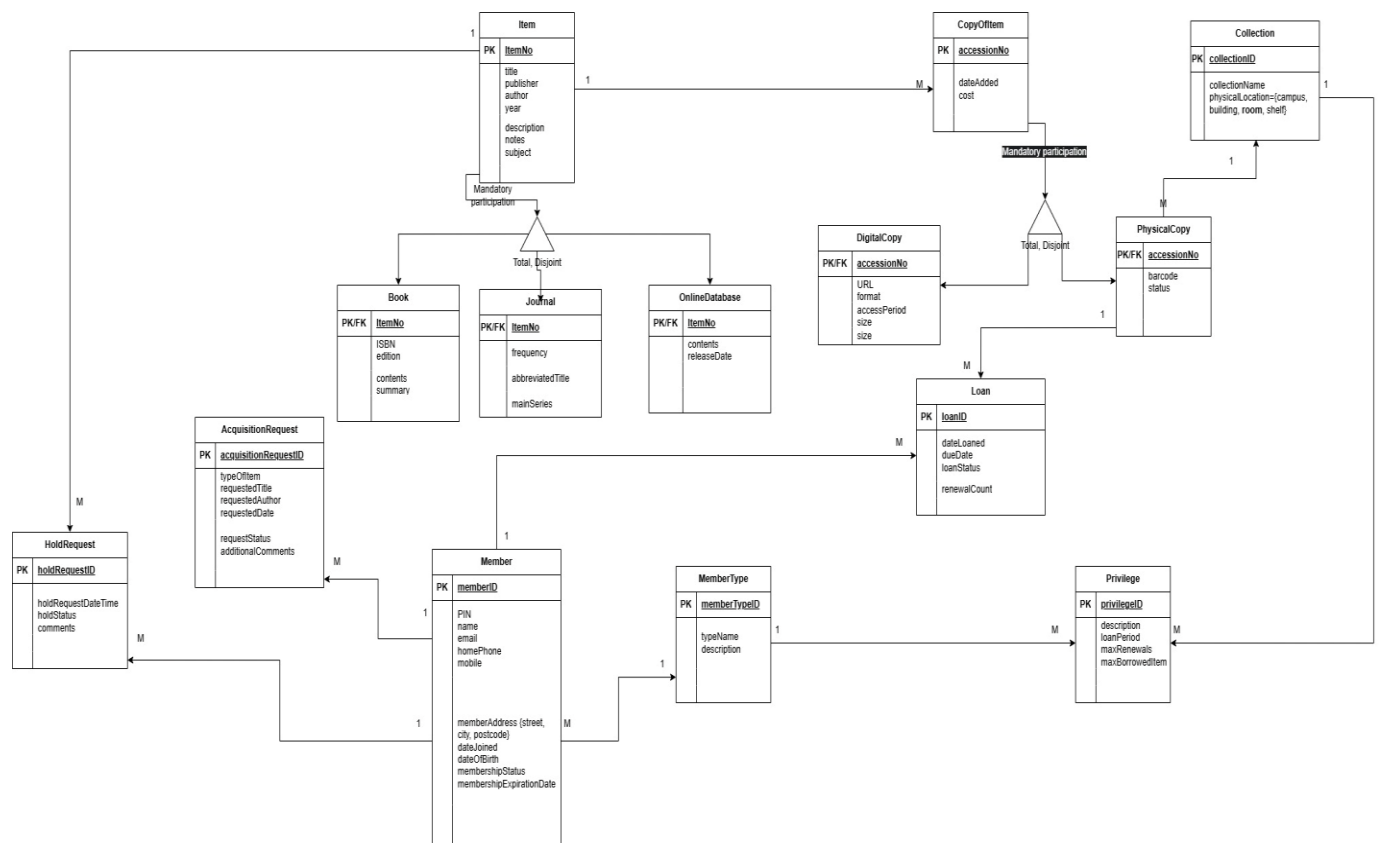 Item
PK ItemNo
title
publisher
author
year
description
notes
subject
CopyOfItem
PK accessionNo
dateAdded
cost
Collection
PK collectionID
collectionName
physicalLocation={campus,
building, room, shelf}
1
1
M
1
Mandatory participation
Mandatory
participation
1
M
Total, Disjoint
Total, Disjoint
DigitalCopy
PK/FK accessionNo
URL
format
accessPeriod
size
size
PhysicalCopy
PK/FK accessionNo
barcode
status
Book
PK/FK ItemNo
ISBN
edition
contents
summary
Journal
PK/FK ItemNo
frequency
abbreviatedTitle
mainSeries
OnlineDatabase
PK/FK ItemNo
contents
releaseDate
1
M
Loan
PK loanID
dateLoaned
dueDate
loanStatus
renewalCount
AcquisitionRequest
PK acquisitionRequestID
typeOfItem
requestedTitle
requestedAuthor
requestedDate
requestStatus
additionalComments
M
M
1
HoldRequest
PK holdRequestID
holdRequestDateTime
holdStatus
comments
M
M
1
1
Member
PK memberID
PIN
name
email
homePhone
mobile
memberAddress {street,
city, postcode}
dateJoined
dateOfBirth
membershipStatus
membershipExpirationDate
M
1
MemberType
PK memberTypeID
typeName
description
1
M
Privilege
PK privilegeID
description
loanPeriod
maxRenewals
maxBorrowedItem
M